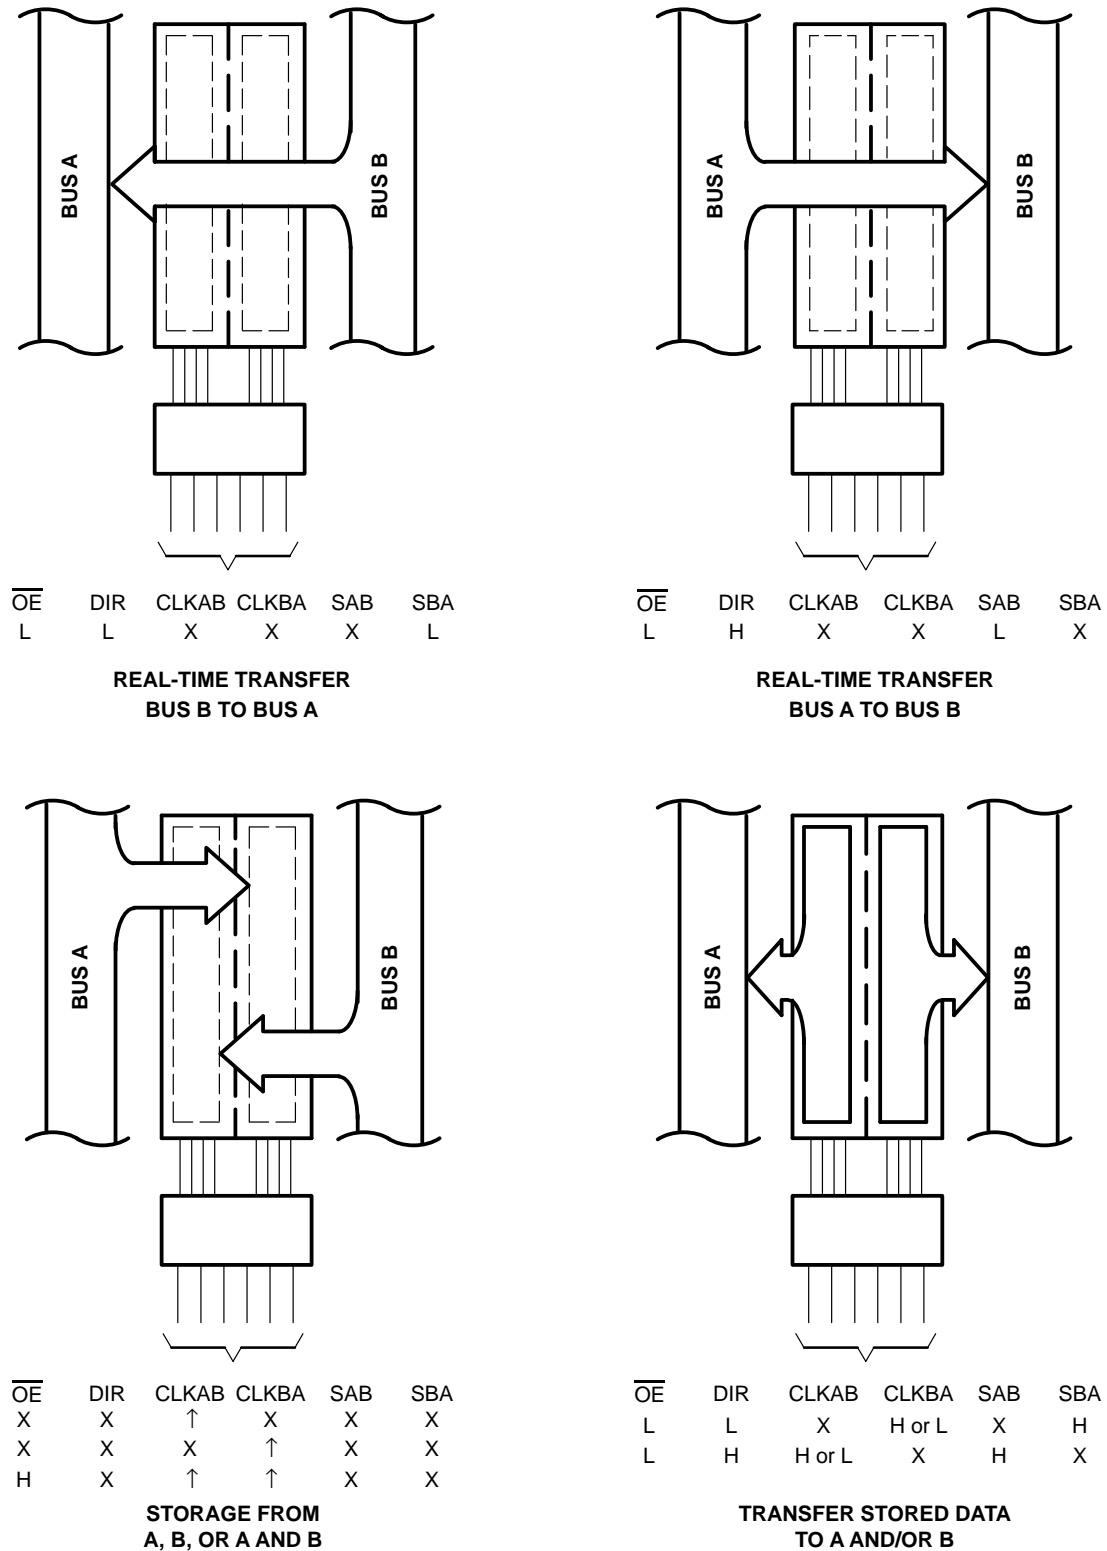 BUS A
BUS B
BUS A
BUS B
OE DIR CLKAB CLKBA SAB SBA
L L X X X L
REAL-TIME TRANSFER
BUS B TO BUS A
OE DIR CLKAB CLKBA SAB SBA
L H X X L X
REAL-TIME TRANSFER
BUS A TO BUS B
BUS A
BUS B
BUS A
BUS B
OE DIR CLKAB CLKBA SAB SBA
X X ↑ X X X
X X X ↑ X X
H X ↑ ↑ X X
STORAGE FROM
A, B, OR A AND B
OE DIR CLKAB CLKBA SAB SBA
L L X H or L X H
L H H or L X H X
TRANSFER STORED DATA
TO A AND/OR B